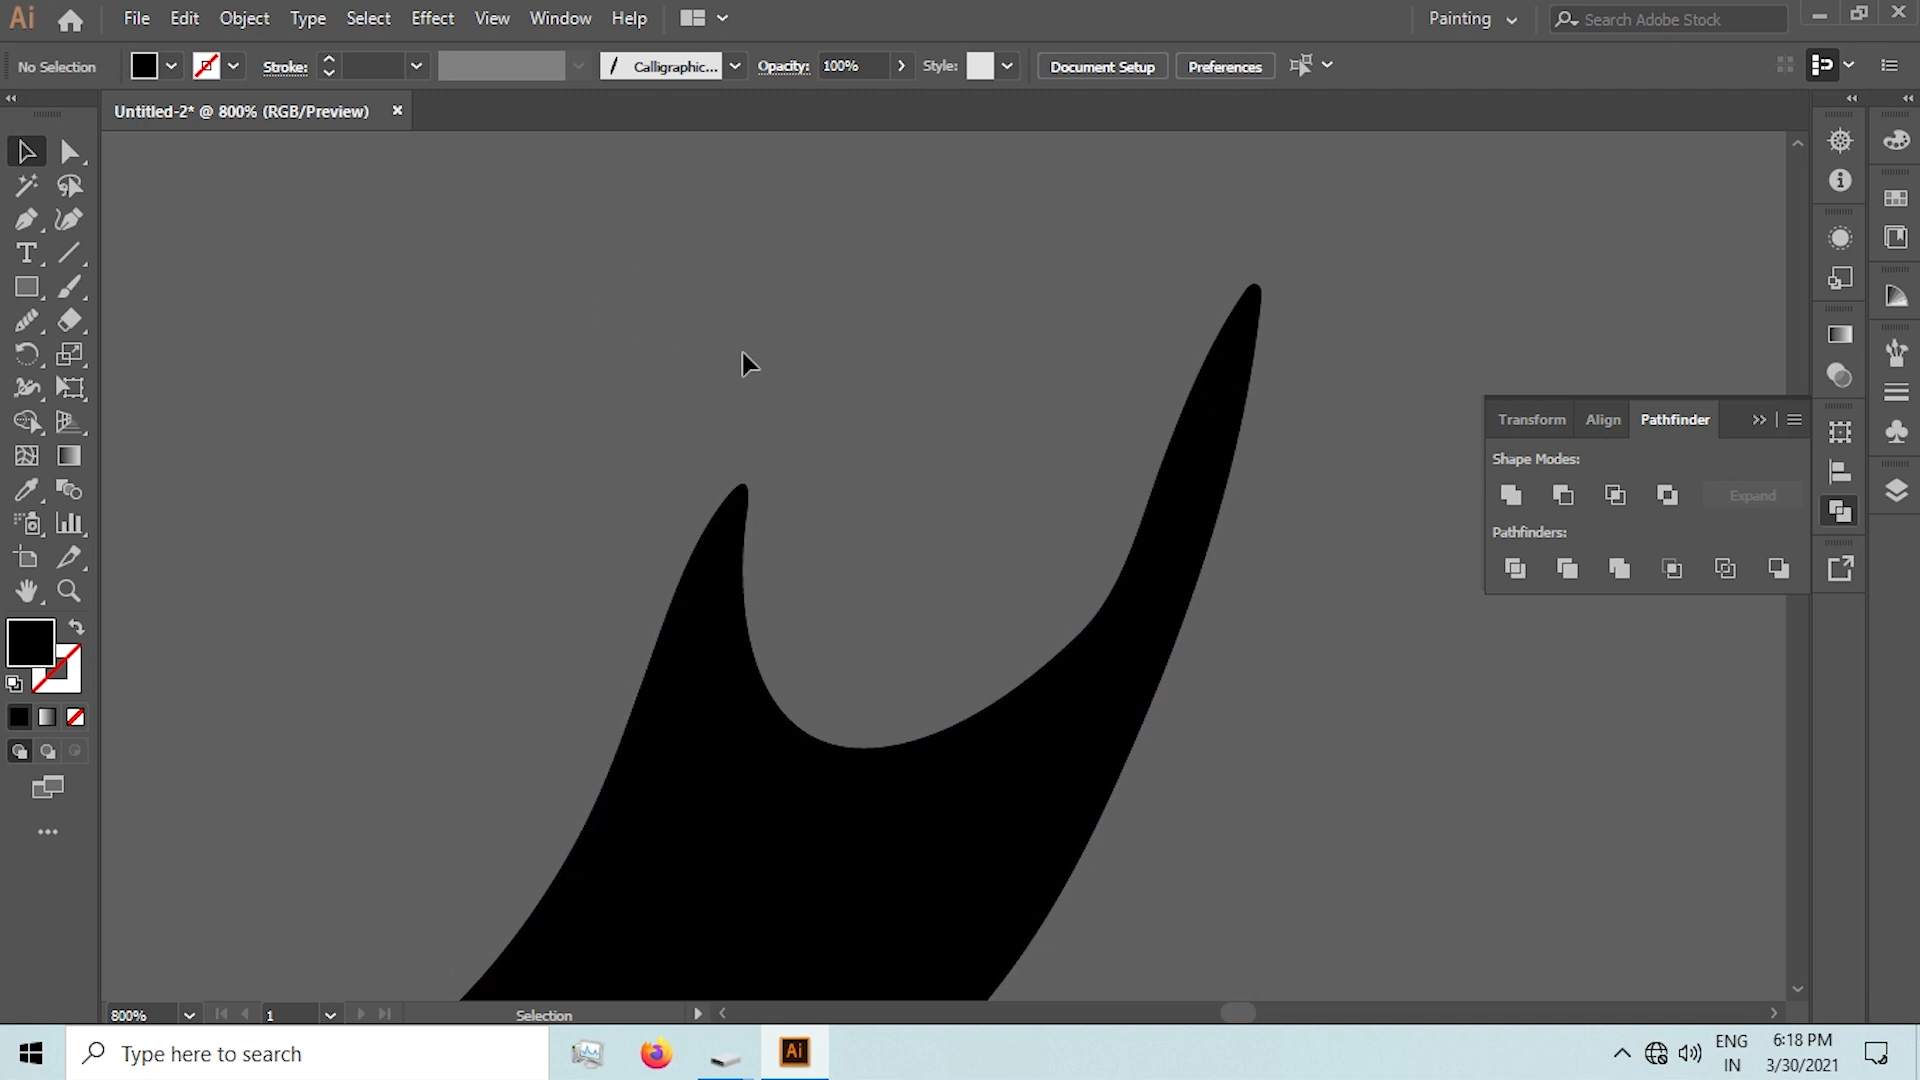 Ai File Edit Object Type Select Effect View Window Help Painting Search Adobe Stock
No Selection Stroke: Calligraphic... Opacity: 100% Style: Document Setup Preferences
Untitled-2* @ 800% (RGB/Preview)
T
Transform Align Pathfinder
Shape Modes:
Expand
Pathfinders:
800% 1 Selection
Type here to search
Ai
ENG
IN
6:18 PM
3/30/2021